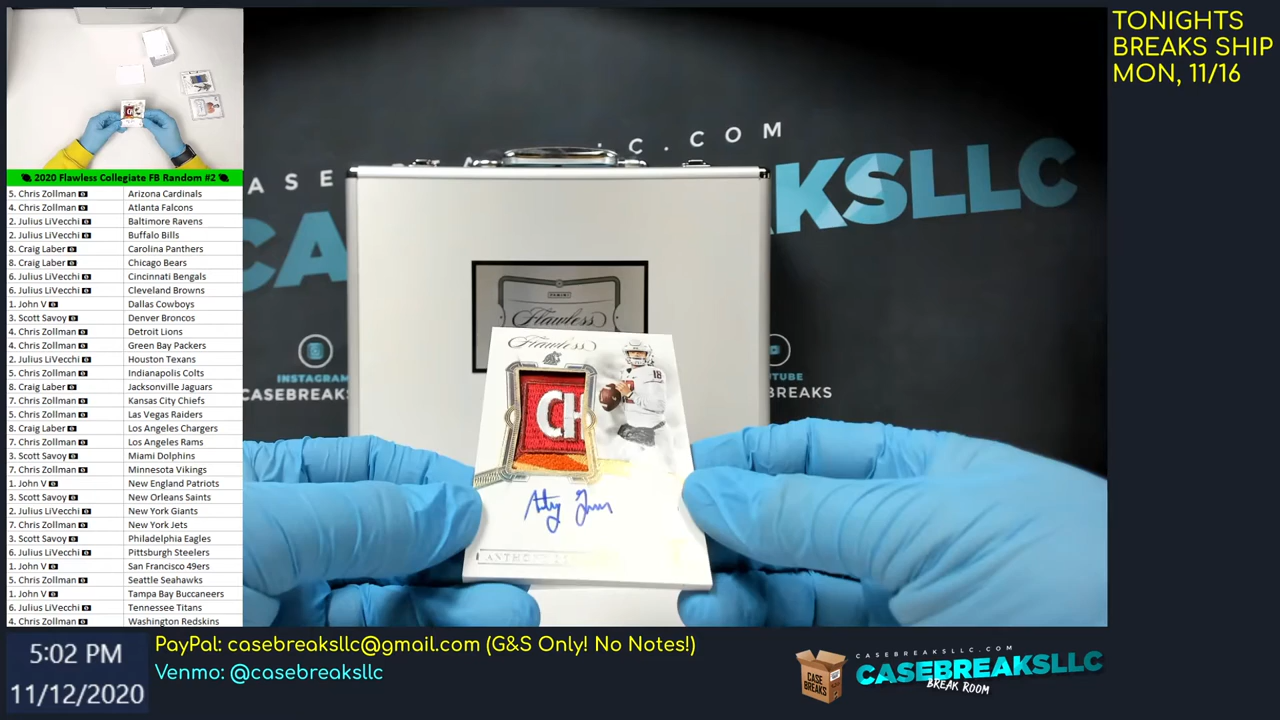 TONIGHTS
BREAKS SHIP
MON, 11/16
2020 Flawless Collegiate FB Random #2
5. Chris Zollman Arizona Cardinals
4. Chris Zollman Atlanta Falcons
2. Julius LiVecchi Baltimore Ravens
2. Julius LiVecchi Buffalo Bills
8. Craig Laber Carolina Panthers
8. Craig Laber Chicago Bears
6. Julius LiVecchi Cincinnati Bengals
6. Julius LiVecchi Cleveland Browns
1. John V Dallas Cowboys
3. Scott Savoy Denver Broncos
4. Chris Zollman Detroit Lions
4. Chris Zollman Green Bay Packers
2. Julius LiVecchi Houston Texans
5. Chris Zollman Indianapolis Colts
8. Craig Laber Jacksonville Jaguars
7. Chris Zollman Kansas City Chiefs
5. Chris Zollman Las Vegas Raiders
8. Craig Laber Los Angeles Chargers
7. Chris Zollman Los Angeles Rams
3. Scott Savoy Miami Dolphins
7. Chris Zollman Minnesota Vikings
1. John V New England Patriots
3. Scott Savoy New Orleans Saints
2. Julius LiVecchi New York Giants
7. Chris Zollman New York Jets
3. Scott Savoy Philadelphia Eagles
6. Julius LiVecchi Pittsburgh Steelers
1. John V San Francisco 49ers
5. Chris Zollman Seattle Seahawks
1. John V Tampa Bay Buccaneers
6. Julius LiVecchi Tennessee Titans
4. Chris Zollman Washington Redskins
CASE C.COM
CA KSLLC
PANINI
Flawless
INSTAGRAM
CASEBREAKS
Flawless
18
CH
5:02 PM
11/12/2020
PayPal: casebreaksllc@gmail.com (G&S Only! No Notes!)
Venmo: @casebreaksllc
CASE
BREAKS
CASEBREAKSLLC.COM
CASEBREAKSLLC
BREAK ROOM